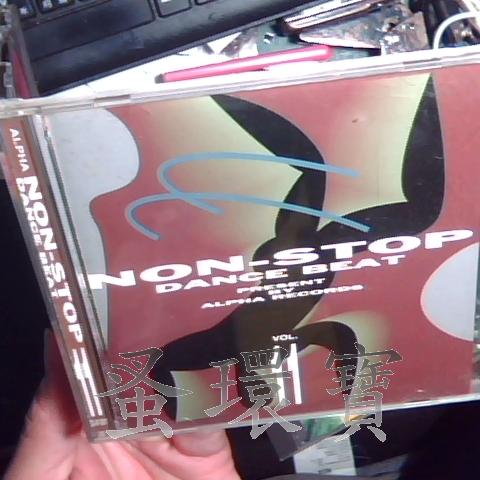 ALPHA NON-STOP
DANCE BEAT
NON-STOP
DANCE BEAT
PRESENT
BY
ALPHA RECORDS
VOL.
蚤環寶